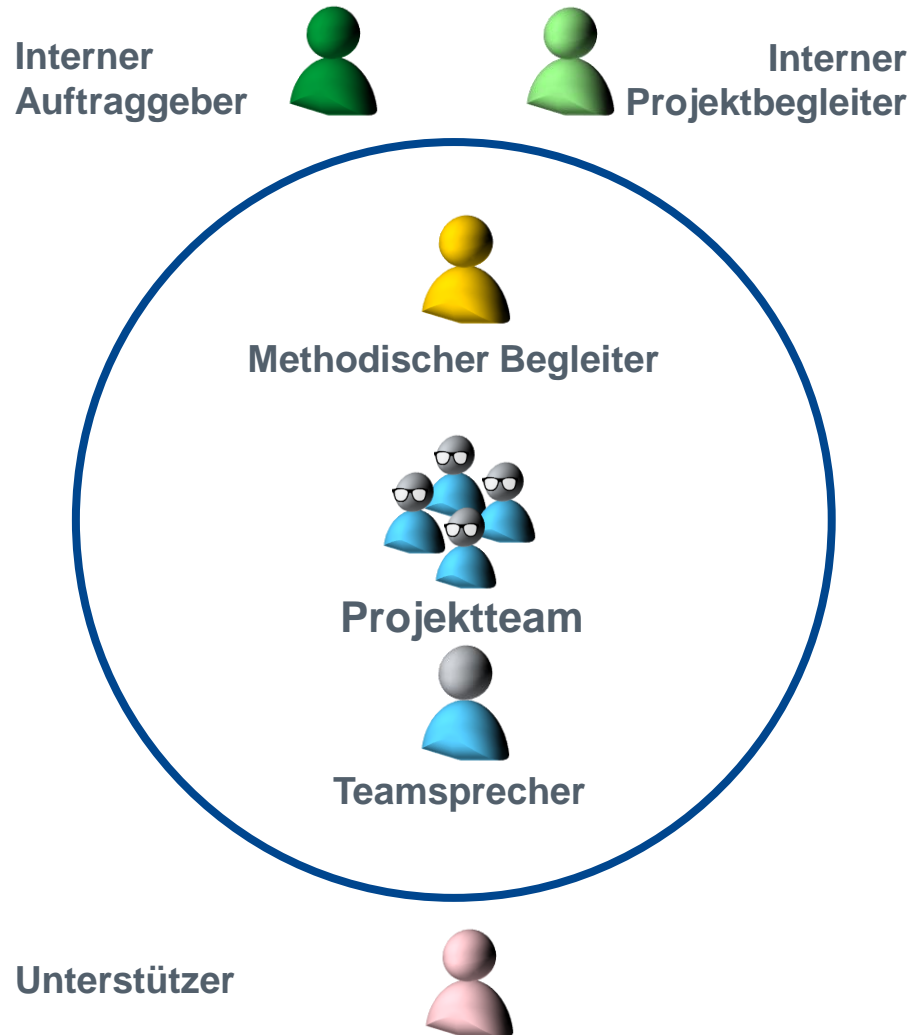 Interner
Auftraggeber
Interner
Projektbegleiter
Methodischer Begleiter
Projektteam
Teamsprecher
Unterstützer